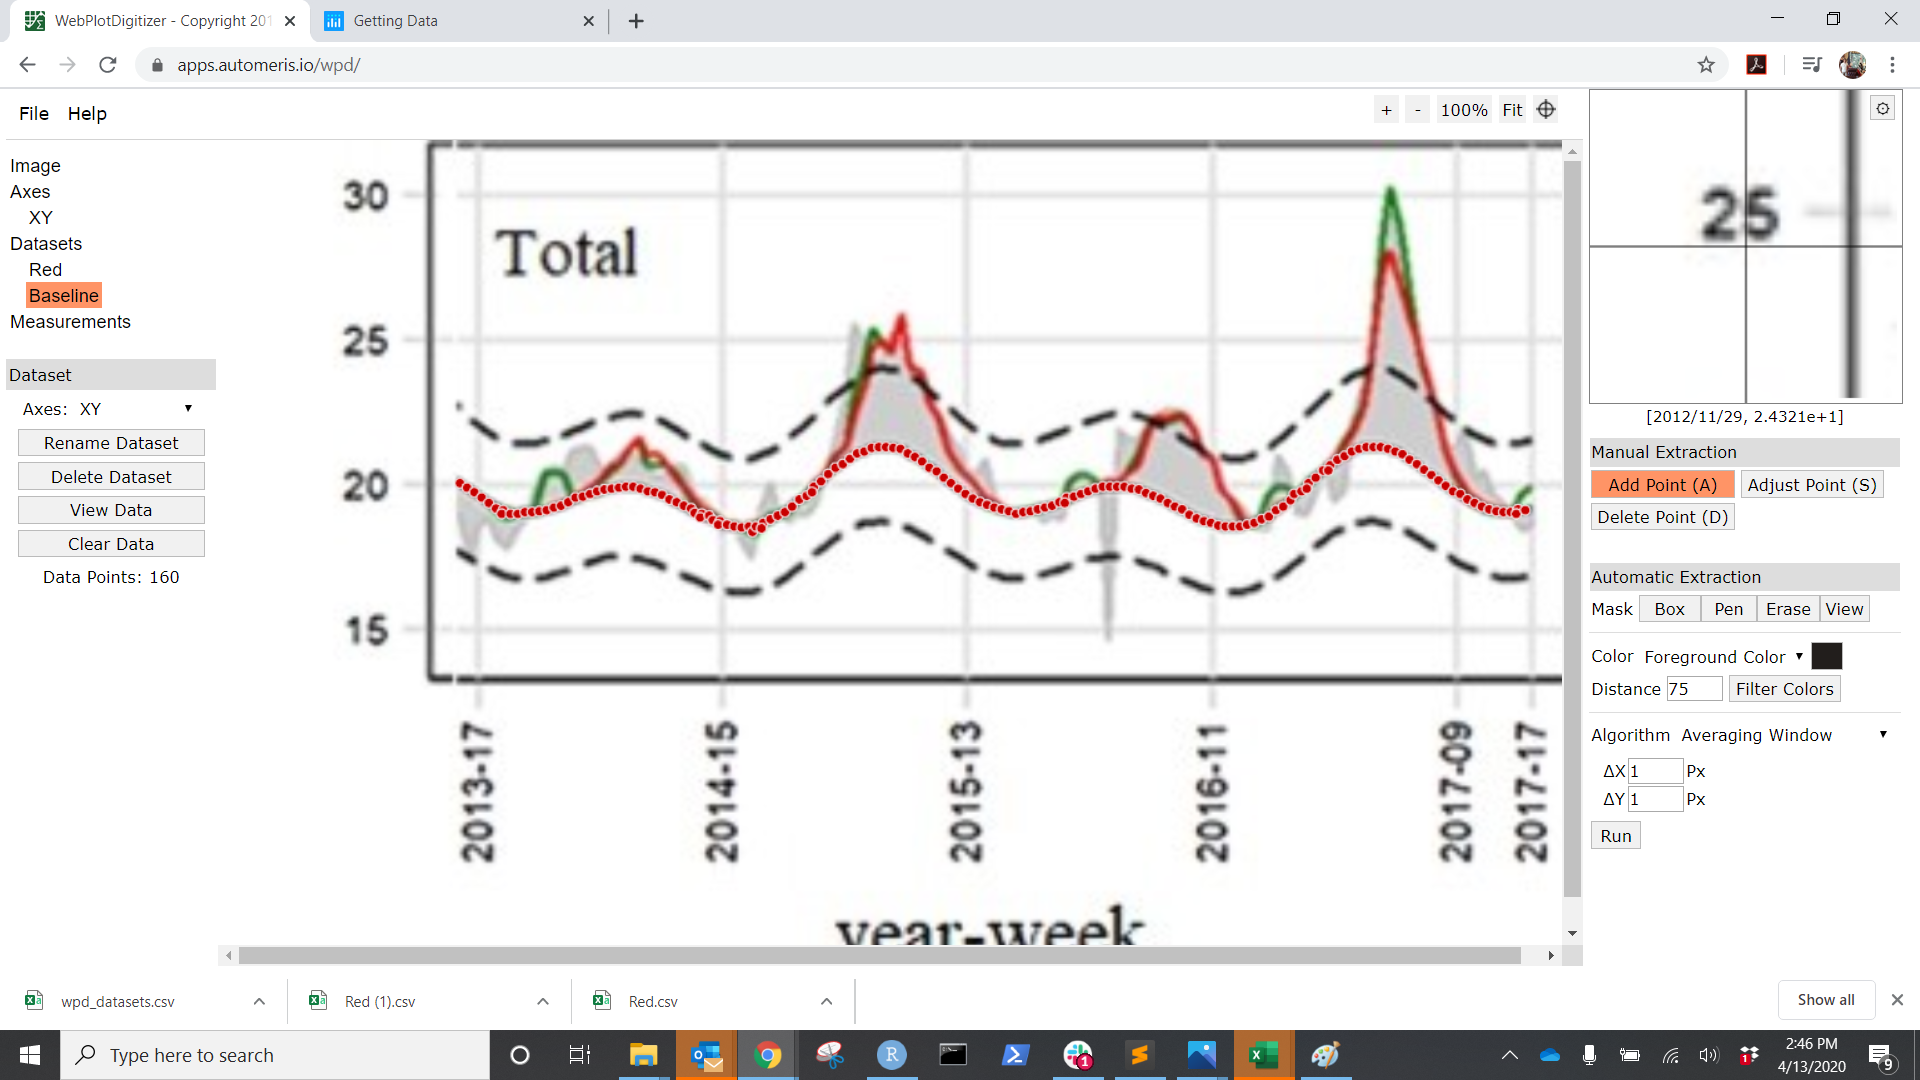 WebPlotDigitizer - Copyright 201
Getting Data
apps.automeris.io/wpd/
File Help
+ - 100% Fit
Image
Axes
XY
Datasets
Red
Baseline
Measurements
Dataset
Axes: XY
Rename Dataset
Delete Dataset
View Data
Clear Data
Data Points: 160
Total
30
25
20
15
2013-17
2014-15
2015-13
2016-11
2017-09
2017-17
year-week
25
[2012/11/29, 2.4321e+1]
Manual Extraction
Add Point (A) Adjust Point (S)
Delete Point (D)
Automatic Extraction
Mask Box Pen Erase View
Color Foreground Color
Distance 75 Filter Colors
Algorithm Averaging Window
ΔX 1 Px
ΔY 1 Px
Run
wpd_datasets.csv
Red (1).csv
Red.csv
Show all
Type here to search
R
1
1
2:46 PM
4/13/2020
9